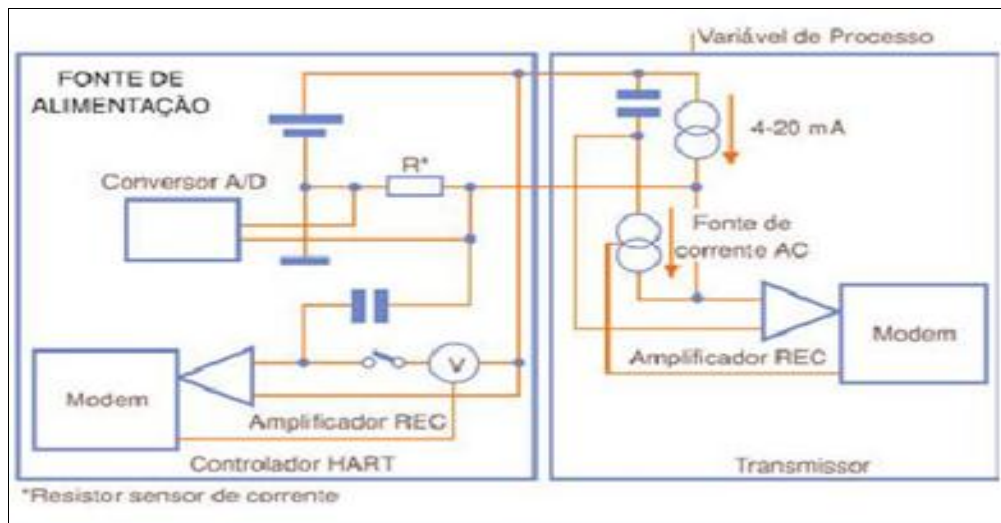 Variável de Processo
FONTE DE
ALIMENTAÇÃO
4-20 mA
R*
Conversor A/D
Fonte de
corrente AC
Modem
Amplificador REC
V
Modem
Amplificador REC
Controlador HART
Transmissor
*Resistor sensor de corrente